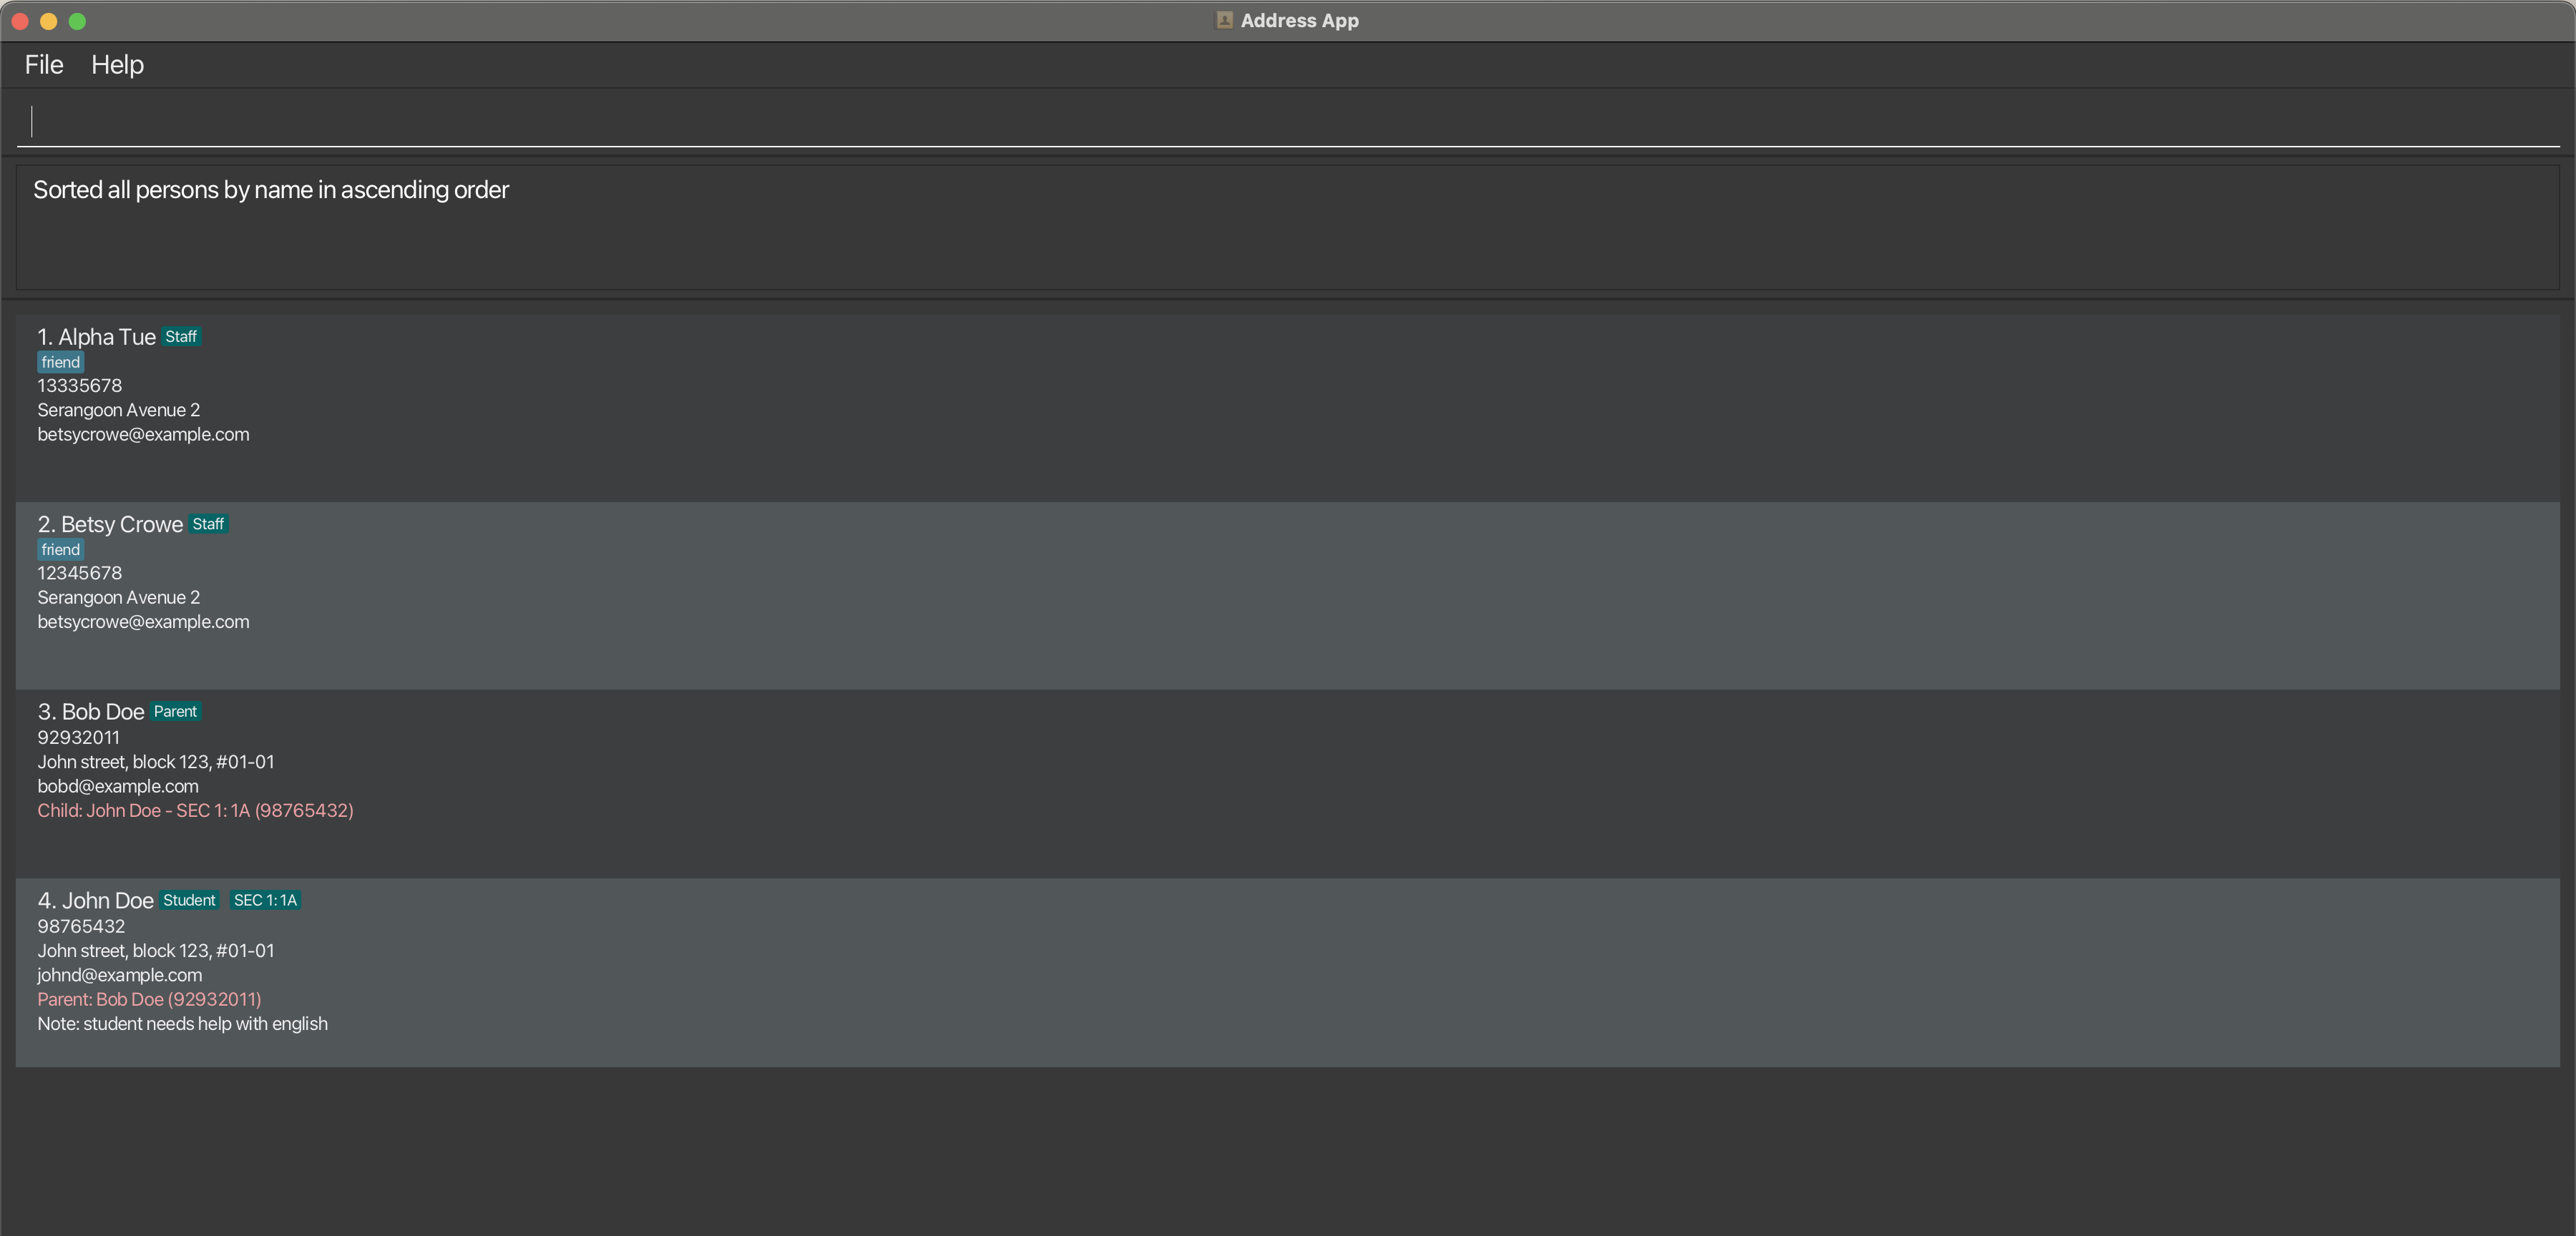 Address App
File Help
Sorted all persons by name in ascending order
1. Alpha Tue Staff
friend
13335678
Serangoon Avenue 2
betsycrowe@example.com
2. Betsy Crowe Staff
friend
12345678
Serangoon Avenue 2
betsycrowe@example.com
3. Bob Doe Parent
92932011
John street, block 123, #01-01
bobd@example.com
Child: John Doe - SEC 1: 1A (98765432)
4. John Doe Student SEC 1: 1A
98765432
John street, block 123, #01-01
johnd@example.com
Parent: Bob Doe (92932011)
Note: student needs help with english